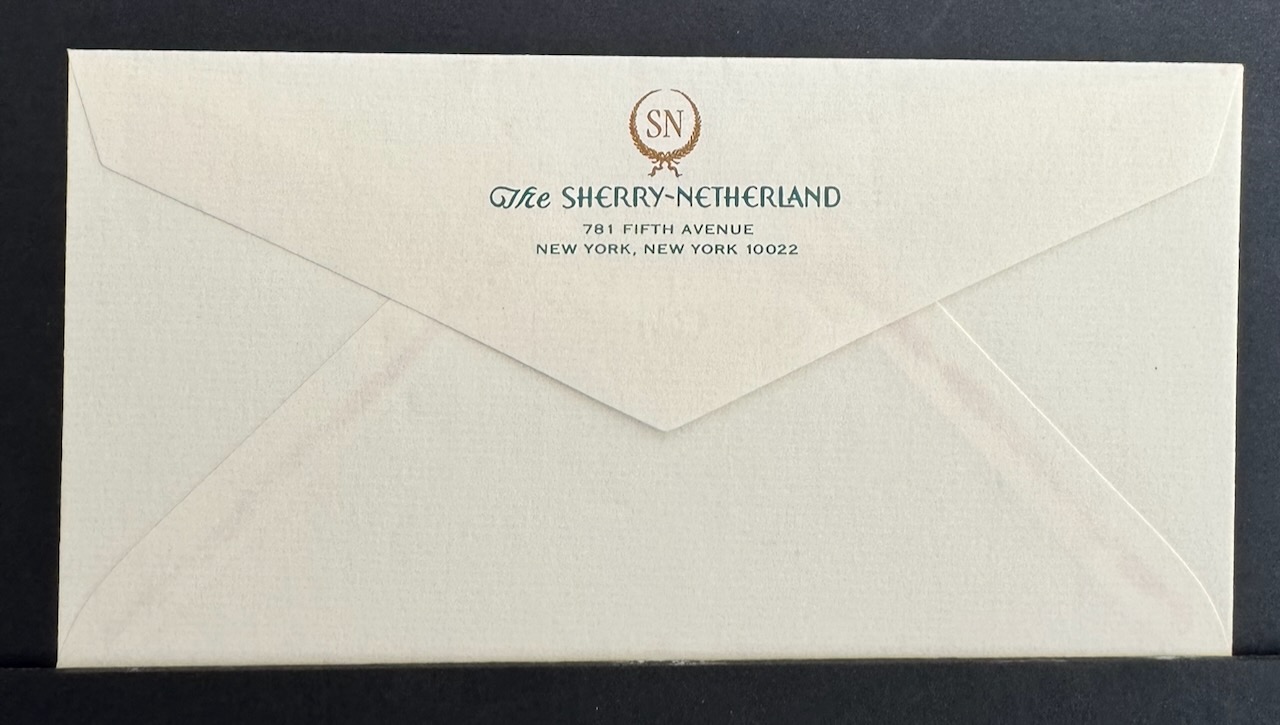 SN
The SHERRY-NETHERLAND
781 FIFTH AVENUE
NEW YORK, NEW YORK 10022